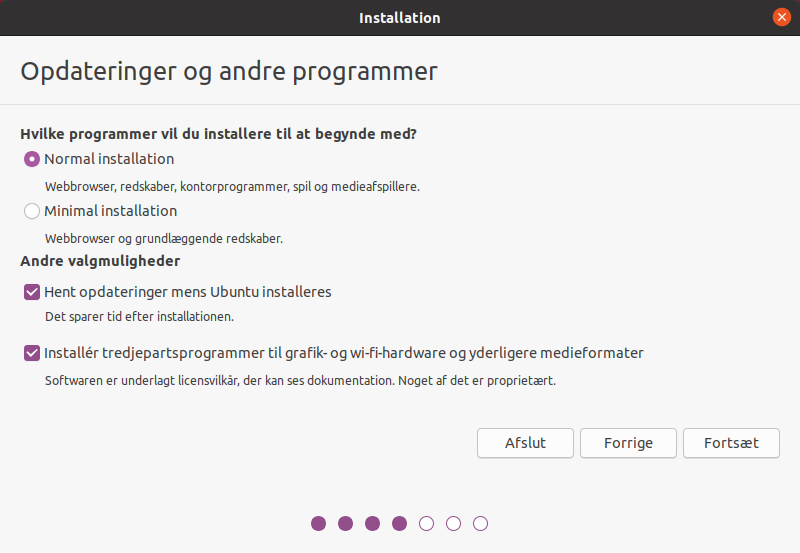 Installation
Opdateringer og andre programmer
Hvilke programmer vil du installere til at begynde med?
Normal installation
Webbrowser, redskaber, kontorprogrammer, spil og medieafspillere.
Minimal installation
Webbrowser og grundlæggende redskaber.
Andre valgmuligheder
Hent opdateringer mens Ubuntu installeres
Det sparer tid efter installationen.
Installér tredjepartsprogrammer til grafik- og wi-fi-hardware og yderligere medieformater
Softwaren er underlagt licensvilkår, der kan ses dokumentation. Noget af det er proprietært.
Afslut
Forrige
Fortsæt